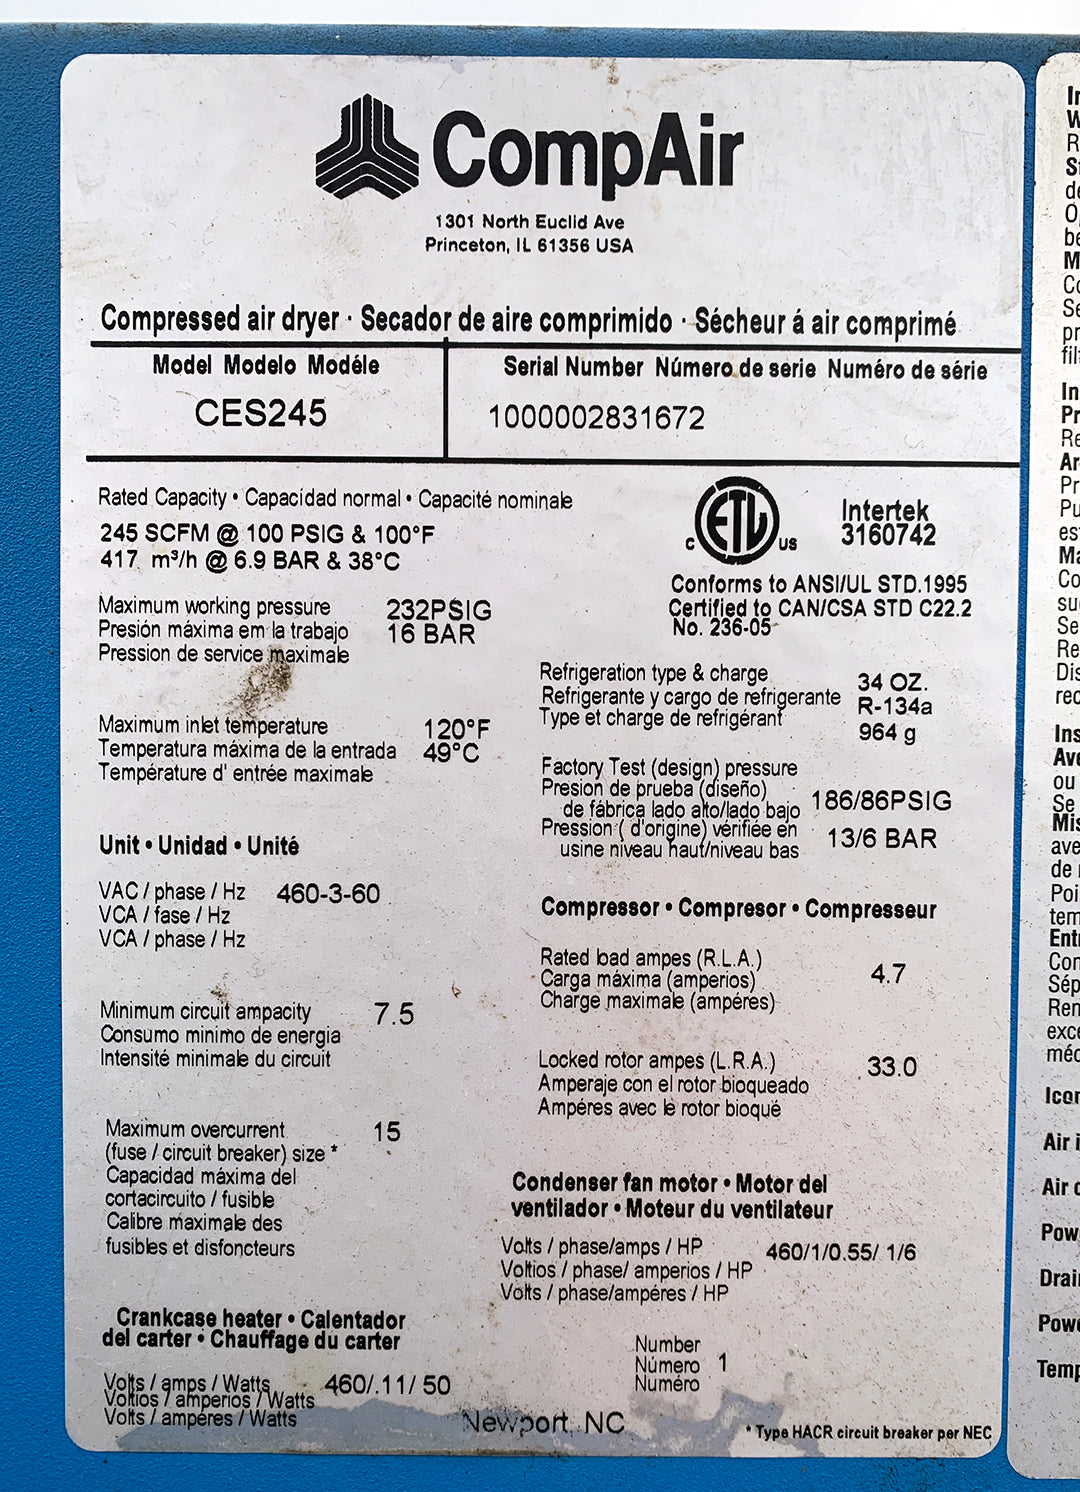 CompAir
1301 North Euclid Ave
Princeton, IL 61356 USA
Compressed air dryer · Secador de aire comprimido · Sécheur á air comprimé
Model Modelo Modéle
CES245
Serial Number Número de serie Numéro de série
1000002831672
Rated Capacity • Capacidad normal • Capacité nominale
245 SCFM @ 100 PSIG & 100°F
417 m³/h @ 6.9 BAR & 38°C
Maximum working pressure 232PSIG
Presión máxima em la trabajo 16 BAR
Pression de service maximale
Maximum inlet temperature 120°F
Temperatura máxima de la entrada 49°C
Température d' entrée maximale
Unit • Unidad • Unité
VAC / phase / Hz 460-3-60
VCA / fase / Hz
VCA / phase / Hz
Minimum circuit ampacity 7.5
Consumo minimo de energia
Intensité minimale du circuit
Maximum overcurrent 15
(fuse / circuit breaker) size *
Capacidad máxima del
cortacircuito / fusible
Calibre maximale des
fusibles et disfoncteurs
Crankcase heater • Calentador
del carter • Chauffage du carter
Volts / amps / Watts 460/.11/ 50
Voltios / amperios / Watts
Volts / ampéres / Watts
C ETL US
Intertek
3160742
Conforms to ANSI/UL STD.1995
Certified to CAN/CSA STD C22.2
No. 236-05
Refrigeration type & charge 34 OZ.
Refrigerante y cargo de refrigerante R-134a
Type et charge de refrigérant 964 g
Factory Test (design) pressure
Presion de prueba (diseño)
de fábrica lado alto/lado bajo 186/86PSIG
Pression ( d'origine) vérifiée en 13/6 BAR
usine niveau haut/niveau bas
Compressor • Compresor • Compresseur
Rated load ampes (R.L.A.)
Carga máxima (amperios) 4.7
Charge maximale (ampéres)
Locked rotor ampes (L.R.A.) 33.0
Amperaje con el rotor bloqueado
Ampéres avec le rotor bioqué
Condenser fan motor • Motor del
ventilador • Moteur du ventilateur
Volts / phase/amps / HP 460/1/0.55/ 1/6
Voltios / phase/ amperios / HP
Volts / phase/ampéres / HP
Number
Número 1
Numéro
Newport, NC
* Type HACR circuit breaker per NEC